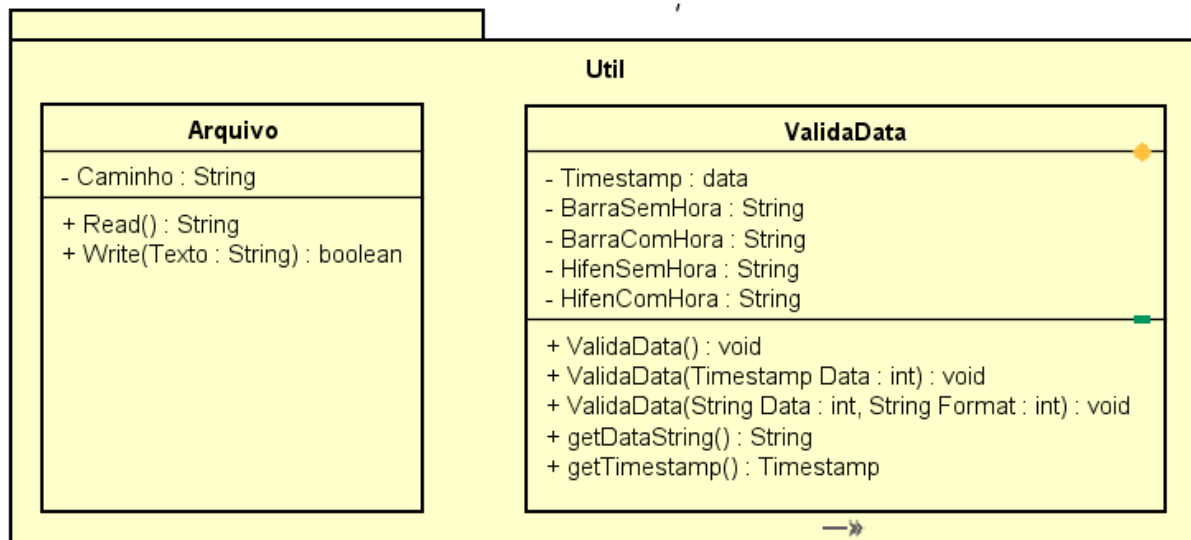 Util
Arquivo
- Caminho : String
+ Read() : String
+ Write(Texto : String) : boolean
ValidaData
- Timestamp : data
- BarraSemHora : String
- BarraComHora : String
- HifenSemHora : String
- HifenComHora : String
+ ValidaData() : void
+ ValidaData(Timestamp Data : int) : void
+ ValidaData(String Data : int, String Format : int) : void
+ getDataString() : String
+ getTimestamp() : Timestamp